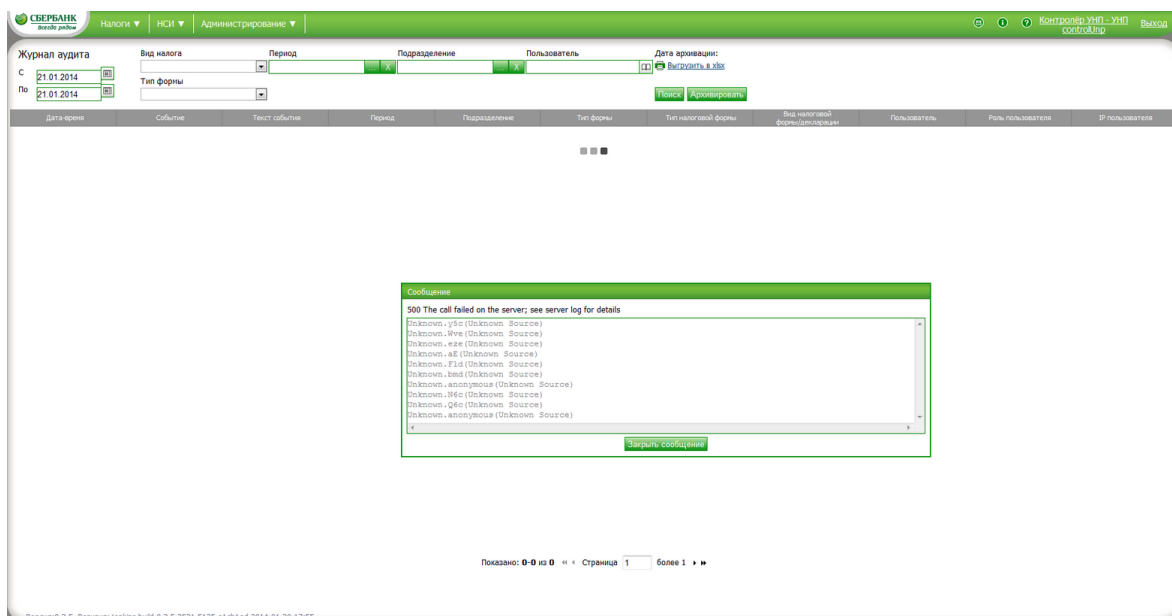 СБЕРБАНК
Всегда рядом
Налоги ▼
НСИ ▼
Администрирование ▼
Контролёр УНП - УНП
controlUnp
Выход
Журнал аудита
Вид налога
Период
Подразделение
Пользователь
Дата архивации:
С 21.01.2014
... X
... X
Выгрузить в xlsx
Тип формы
По 21.01.2014
Поиск
Архивировать
Дата-время
Событие
Текст события
Период
Подразделение
Тип формы
Тип налоговой формы
Вид налоговой
формы/декларации
Пользователь
Роль пользователя
IP пользователя
Сообщение
500 The call failed on the server; see server log for details
Unknown.y5c(Unknown Source)
Unknown.Wve(Unknown Source)
Unknown.eze(Unknown Source)
Unknown.aE(Unknown Source)
Unknown.Fld(Unknown Source)
Unknown.bmd(Unknown Source)
Unknown.anonymous(Unknown Source)
Unknown.N6c(Unknown Source)
Unknown.Q6c(Unknown Source)
Unknown.anonymous(Unknown Source)
Закрыть сообщение
Показано: 0-0 из 0
Страница 1 более 1